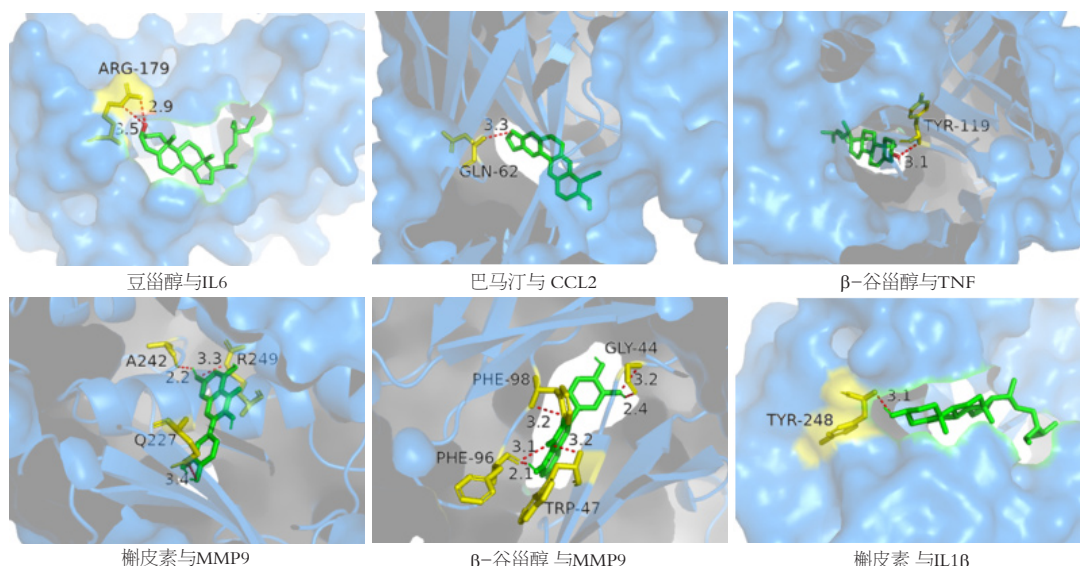 ARG-179
2.9
3.5
豆甾醇与IL6
3.3
GLN-62
巴马汀与 CCL2
TYR-119
3.1
β-谷甾醇与TNF
A242
3.3
R249
2.2
Q227
3.4
槲皮素与MMP9
GLY-44
PHE-98
3.2
2.4
3.2
3.1
3.2
PHE-96
2.1
TRP-47
β-谷甾醇 与MMP9
3.1
TYR-248
槲皮素 与IL1β